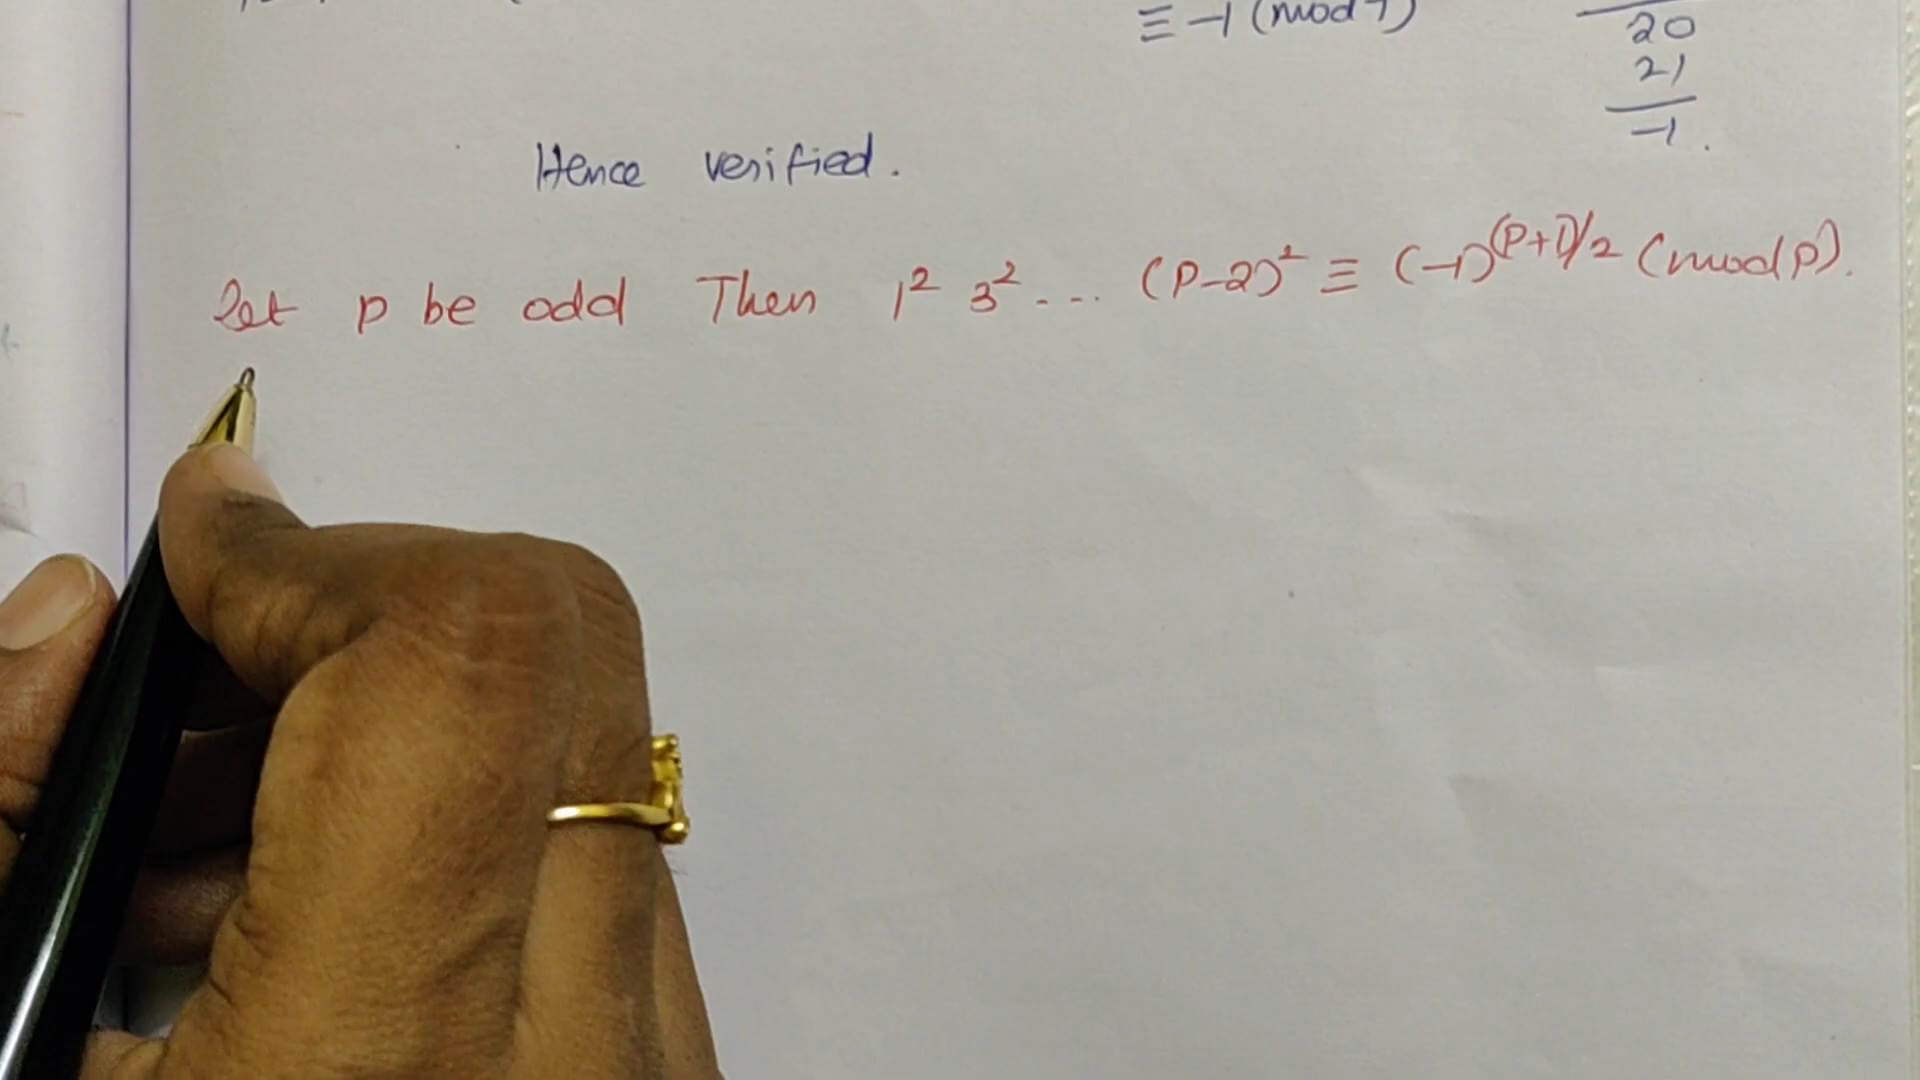 ≡ -1 (mod 7)
20
21
-1.
Hence verified.
Let p be odd Then 1² 3² ... (P-2)² ≡ (-1)^(P+1)/2 (mod p).